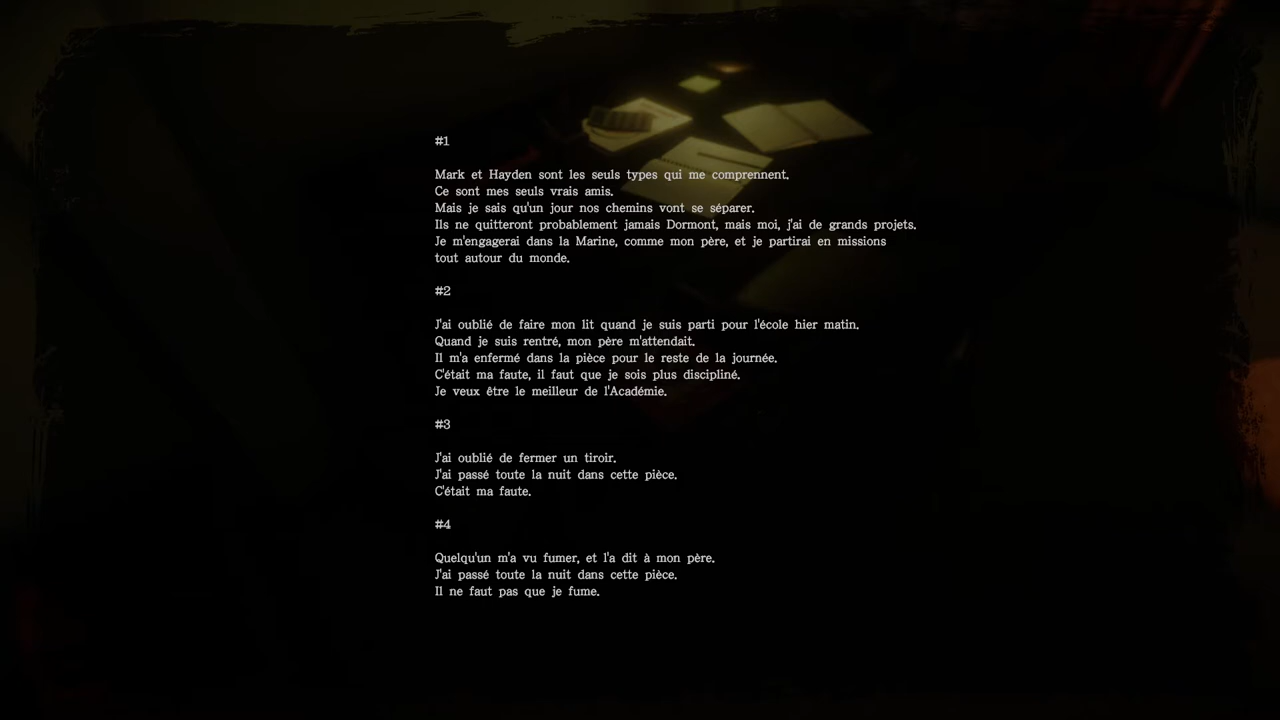 #1
Mark et Hayden sont les seuls types qui me comprennent.
Ce sont mes seuls vrais amis.
Mais je sais qu'un jour nos chemins vont se séparer.
Ils ne quitteront probablement jamais Dormont, mais moi, j'ai de grands projets.
Je m'engagerai dans la Marine, comme mon père, et je partirai en missions
tout autour du monde.
#2
J'ai oublié de faire mon lit quand je suis parti pour l'école hier matin.
Quand je suis rentré, mon père m'attendait.
Il m'a enfermé dans la pièce pour le reste de la journée.
C'était ma faute, il faut que je sois plus discipliné.
Je veux être le meilleur de l'Académie.
#3
J'ai oublié de fermer un tiroir.
J'ai passé toute la nuit dans cette pièce.
C'était ma faute.
#4
Quelqu'un m'a vu fumer, et l'a dit à mon père.
J'ai passé toute la nuit dans cette pièce.
Il ne faut pas que je fume.